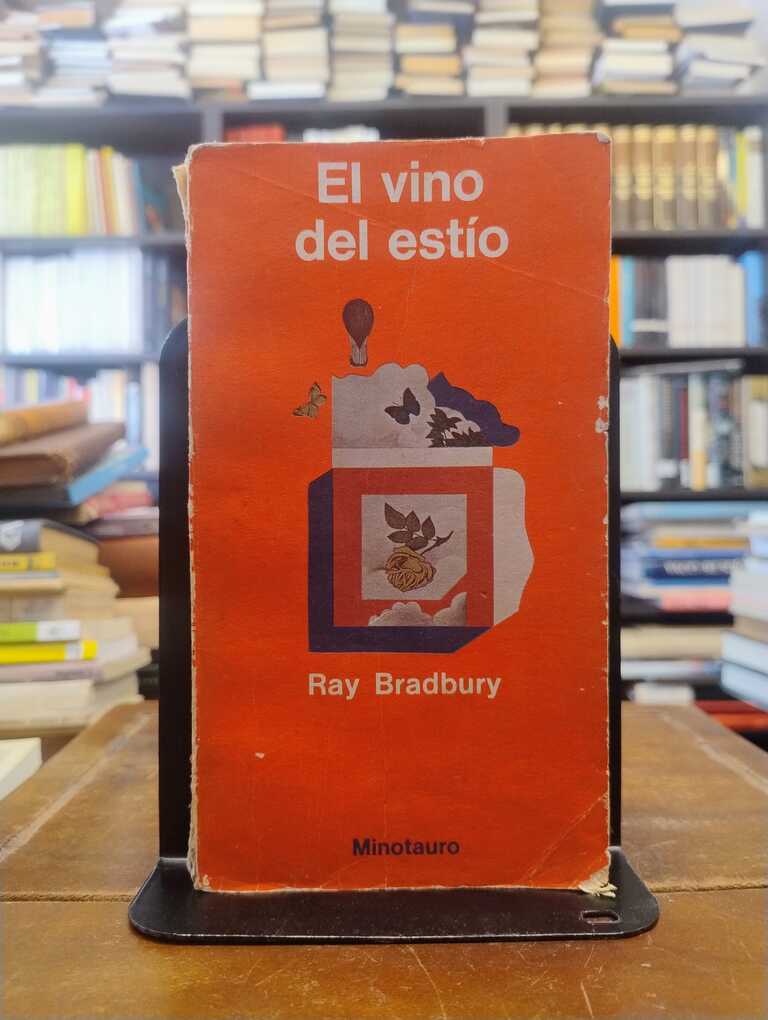 El vino
del estío
Ray Bradbury
Minotauro